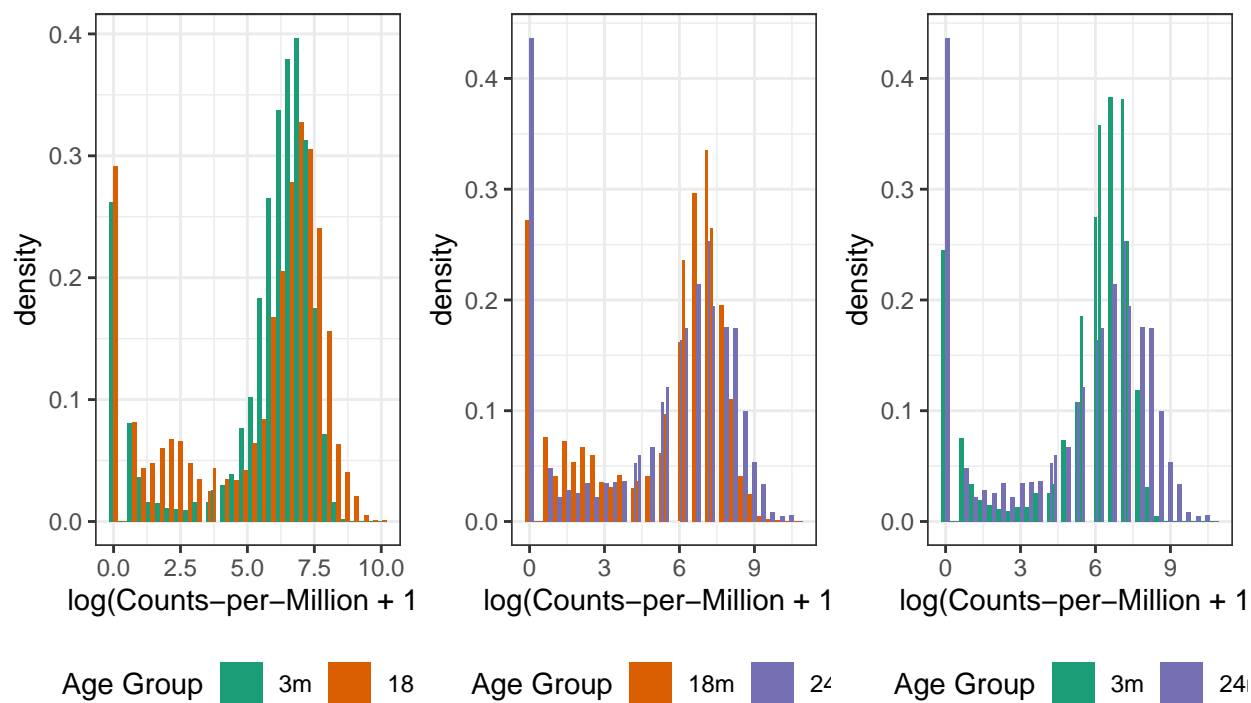 0.4
0.3
0.2
0.1
0.0
density
0.0 2.5 5.0 7.5 10.0
log(Counts−per−Million + 1
Age Group 3m 18
0.4
0.3
0.2
0.1
0.0
density
0 3 6 9
log(Counts−per−Million + 1
Age Group 18m 24
0.4
0.3
0.2
0.1
0.0
density
0 3 6 9
log(Counts−per−Million + 1
Age Group 3m 24m